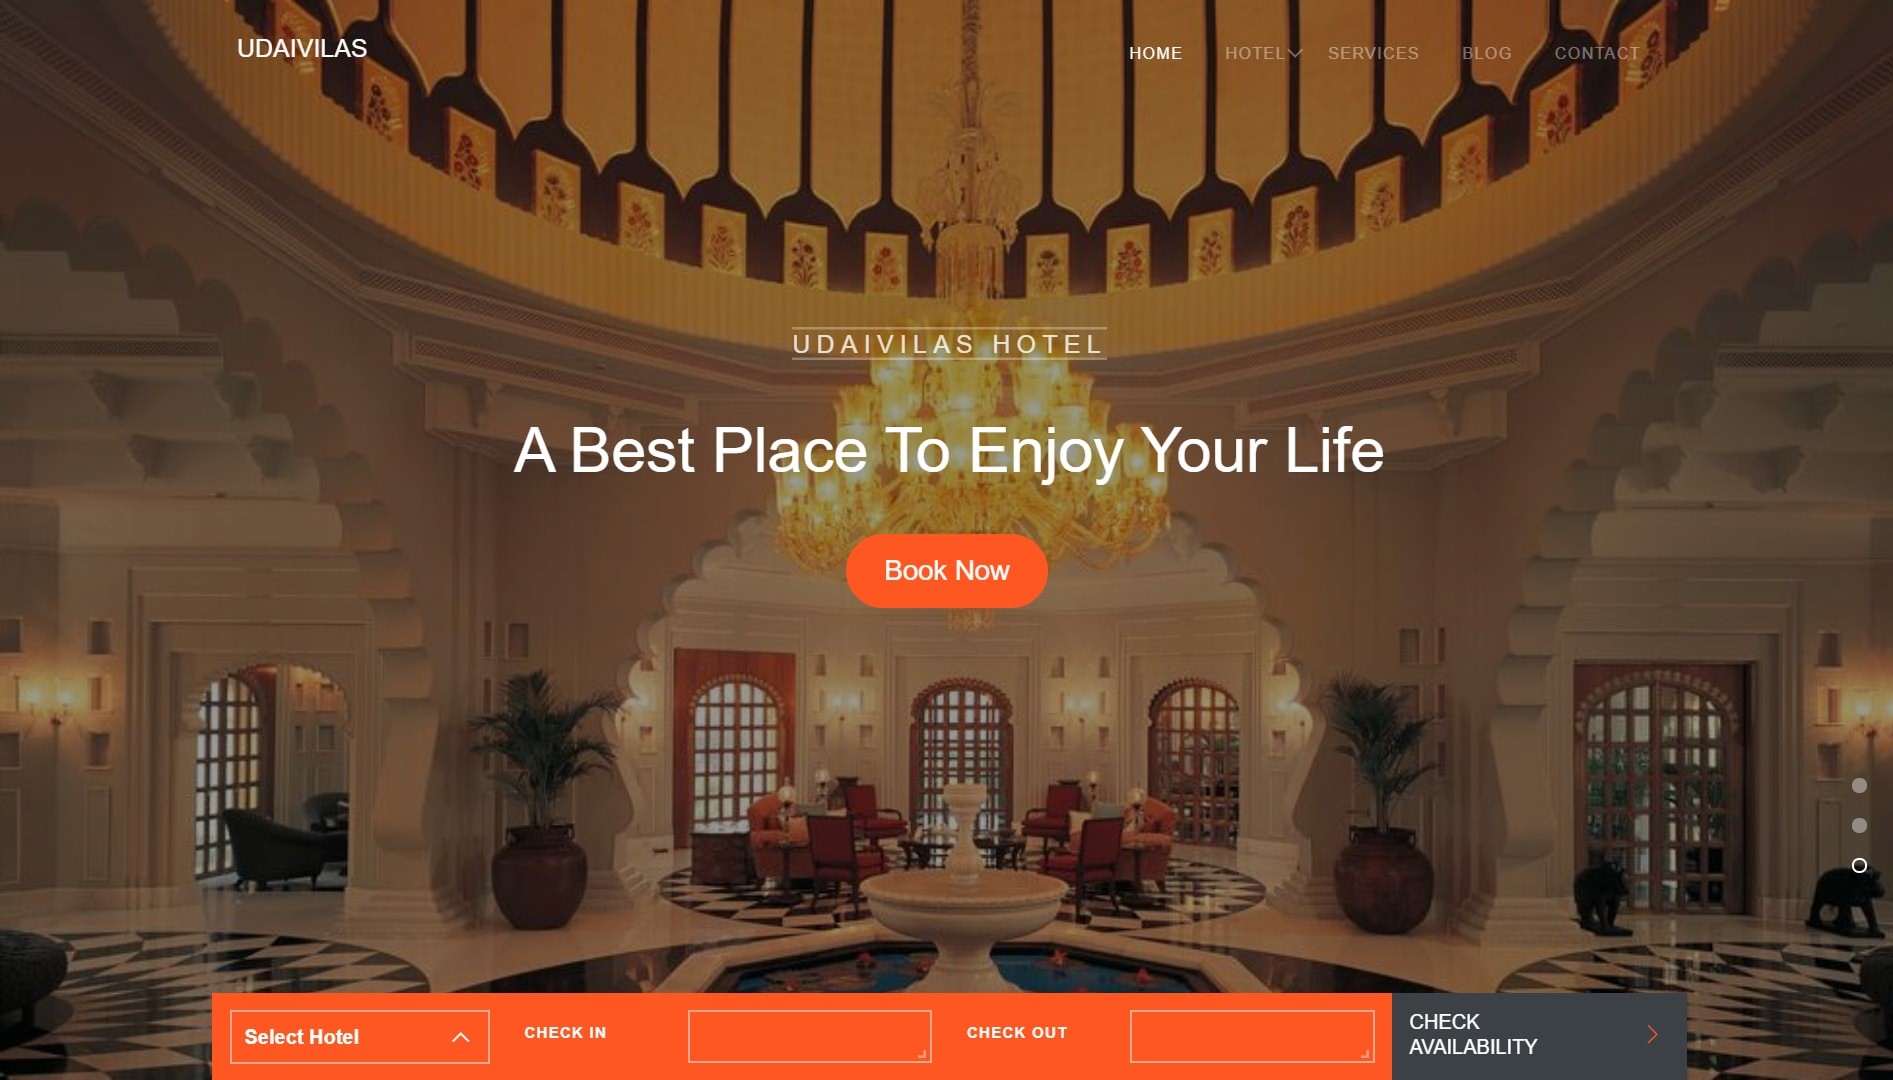 UDAIVILAS
HOME HOTEL SERVICES BLOG CONTACT
UDAIVILAS HOTEL
A Best Place To Enjoy Your Life
Book Now
Select Hotel
CHECK IN
CHECK OUT
CHECK
AVAILABILITY